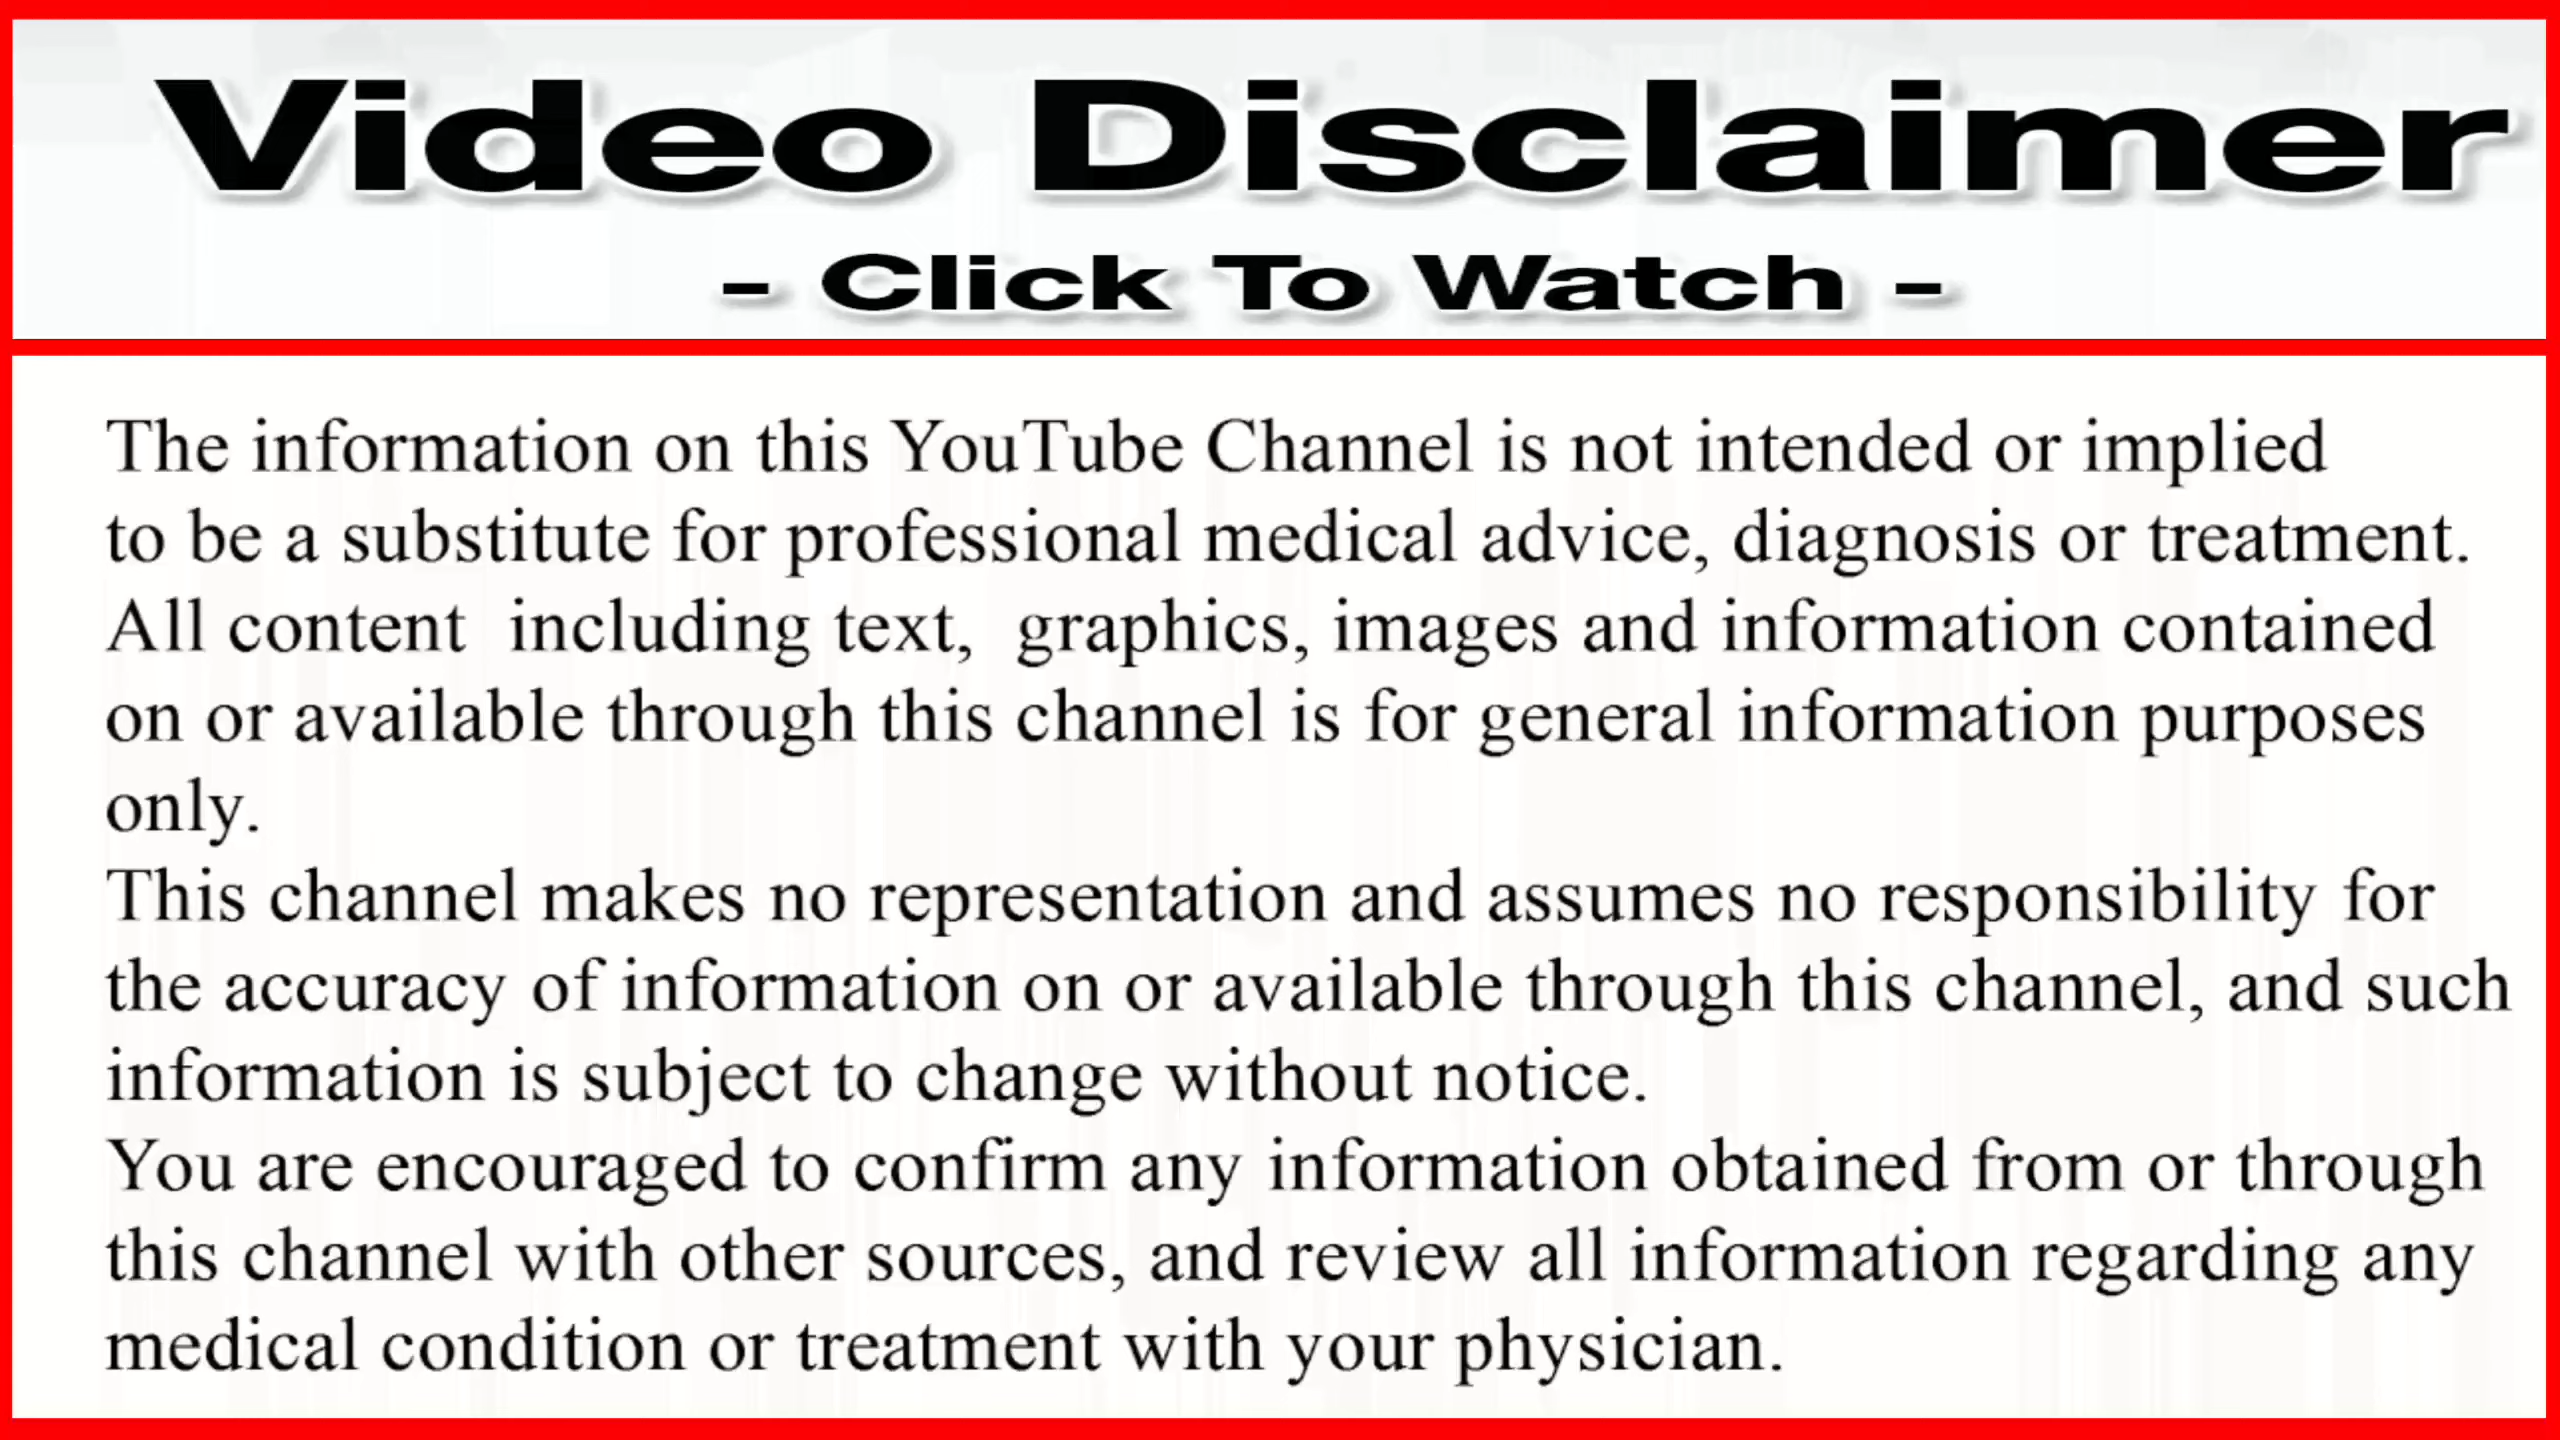 Video Disclaimer
- Click To Watch -
The information on this YouTube Channel is not intended or implied
to be a substitute for professional medical advice, diagnosis or treatment.
All content  including text,  graphics, images and information contained
on or available through this channel is for general information purposes
only.
This channel makes no representation and assumes no responsibility for
the accuracy of information on or available through this channel, and such
information is subject to change without notice.
You are encouraged to confirm any information obtained from or through
this channel with other sources, and review all information regarding any
medical condition or treatment with your physician.